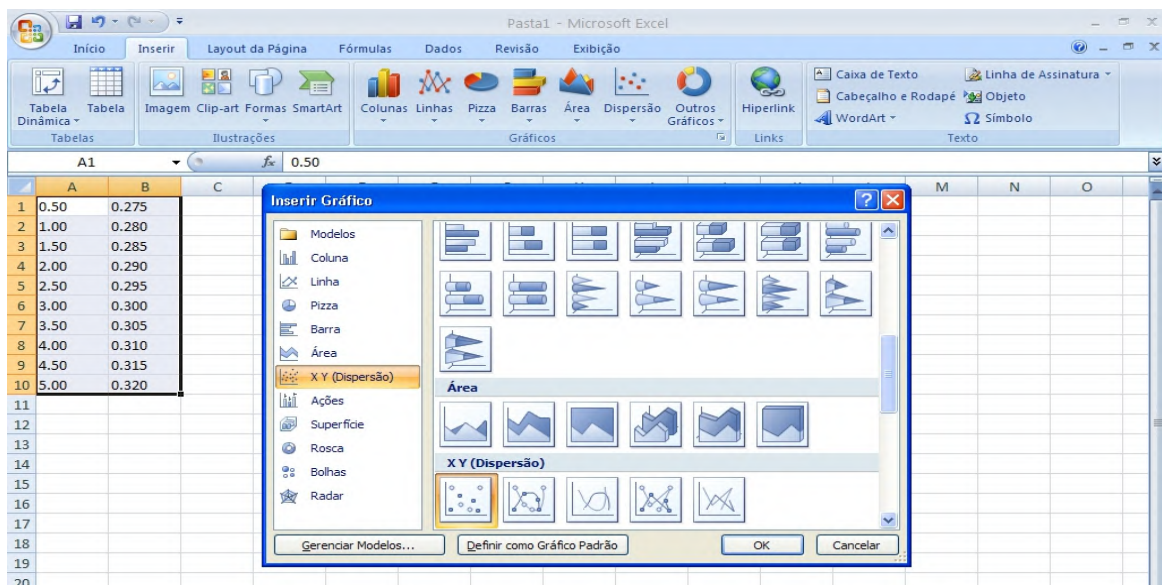 Pasta1 - Microsoft Excel
Início Inserir Layout da Página Fórmulas Dados Revisão Exibição
Tabela Dinâmica Tabela Imagem Clip-art Formas SmartArt Colunas Linhas Pizza Barras Área Dispersão Outros Gráficos Hiperlink
Caixa de Texto Linha de Assinatura
Cabeçalho e Rodapé Objeto
WordArt Símbolo
Tabelas Ilustrações Gráficos Links Texto
A1 fx 0.50
A B C M N O
1 0.50 0.275
2 1.00 0.280
3 1.50 0.285
4 2.00 0.290
5 2.50 0.295
6 3.00 0.300
7 3.50 0.305
8 4.00 0.310
9 4.50 0.315
10 5.00 0.320
11
12
13
14
15
16
17
18
19
20
Inserir Gráfico
Modelos
Coluna
Linha
Pizza
Barra
Área
X Y (Dispersão)
Ações
Superfície
Rosca
Bolhas
Radar
Área
X Y (Dispersão)
Gerenciar Modelos... Definir como Gráfico Padrão OK Cancelar